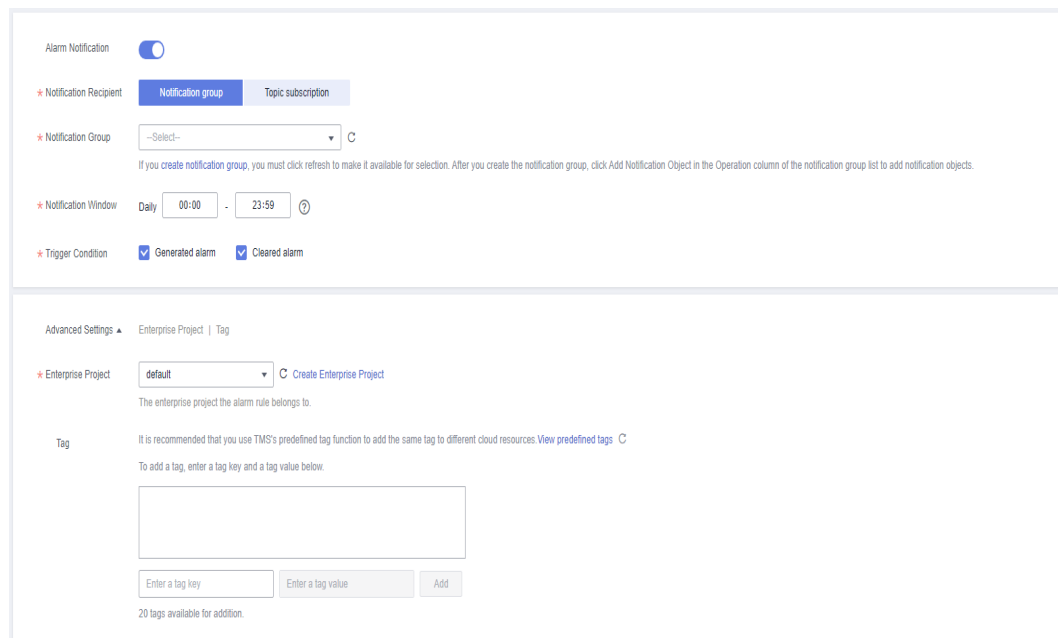 Alarm Notification
* Notification Recipient Notification group Topic subscription
* Notification Group --Select--
If you create notification group, you must click refresh to make it available for selection. After you create the notification group, click Add Notification Object in the Operation column of the notification group list to add notification objects.
* Notification Window Daily 00:00 - 23:59
* Trigger Condition Generated alarm Cleared alarm
Advanced Settings Enterprise Project | Tag
* Enterprise Project default Create Enterprise Project
The enterprise project the alarm rule belongs to.
Tag It is recommended that you use TMS's predefined tag function to add the same tag to different cloud resources.View predefined tags
To add a tag, enter a tag key and a tag value below.
Enter a tag key Enter a tag value Add
20 tags available for addition.